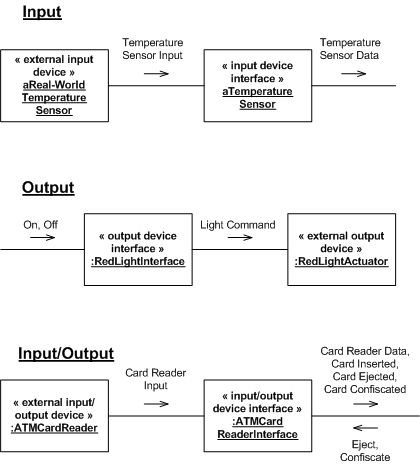 Input
« external input
device »
aReal-World
Temperature
Sensor
Temperature
Sensor Input
« input device
interface »
aTemperature
Sensor
Temperature
Sensor Data
Output
On, Off
« output device
interface »
:RedLightInterface
Light Command
« external output
device »
:RedLightActuator
Input/Output
« external input/
output device »
:ATMCardReader
Card Reader
Input
« input/output
device interface »
:ATMCard
ReaderInterface
Card Reader Data,
Card Inserted,
Card Ejected,
Card Confiscated
Eject,
Confiscate